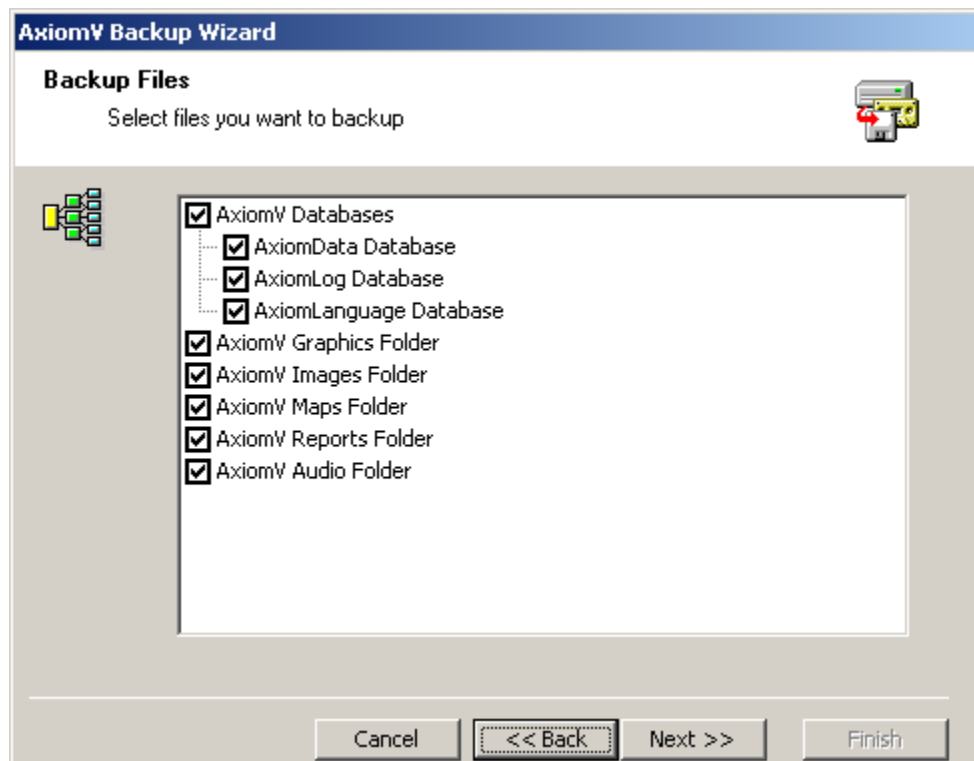 AxiomV Backup Wizard
Backup Files
Select files you want to backup
AxiomV Databases
AxiomData Database
AxiomLog Database
AxiomLanguage Database
AxiomV Graphics Folder
AxiomV Images Folder
AxiomV Maps Folder
AxiomV Reports Folder
AxiomV Audio Folder
Cancel << Back Next >> Finish